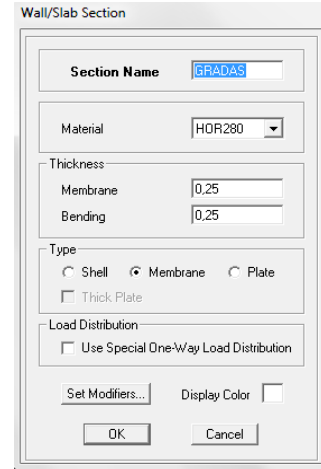 Wall/Slab Section
Section Name GRADAS
Material HOR280
Thickness
Membrane 0,25
Bending 0,25
Type
Shell Membrane Plate
Thick Plate
Load Distribution
Use Special One-Way Load Distribution
Set Modifiers... Display Color
OK Cancel